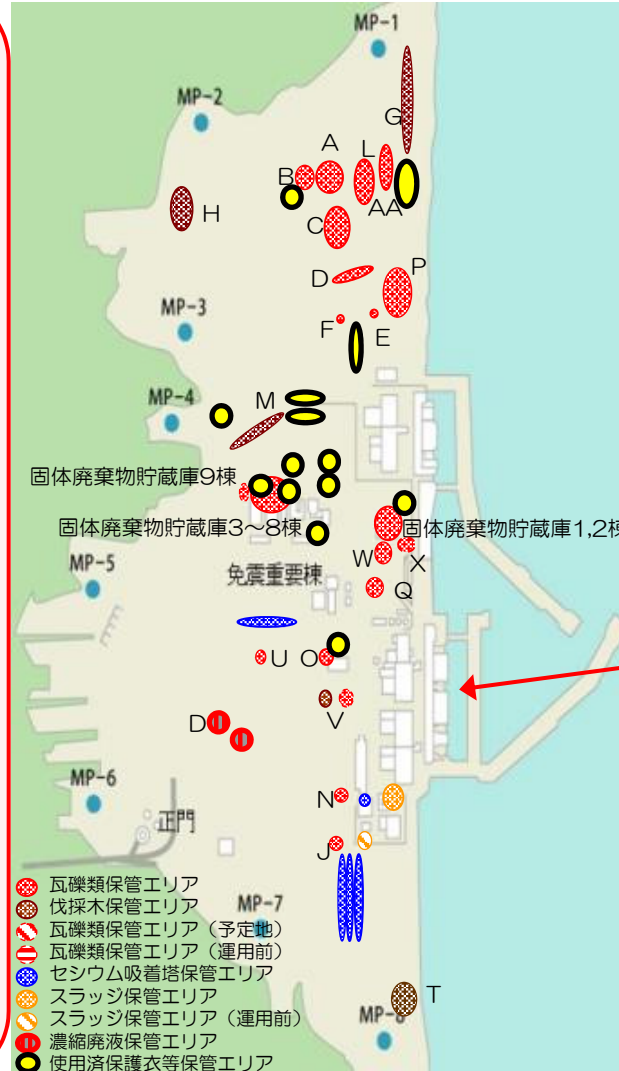 MP-1
MP-2
G
A
L
B
AA
H
C
D
P
MP-3
F
E
MP-4
M
固体廃棄物貯蔵庫9棟
固体廃棄物貯蔵庫3～8棟
固体廃棄物貯蔵庫1,2棟
W
X
MP-5
免震重要棟
Q
U
O
V
D
MP-6
N
正門
J
瓦礫類保管エリア
伐採木保管エリア
MP-7
瓦礫類保管エリア（予定地）
瓦礫類保管エリア（運用前）
セシウム吸着塔保管エリア
スラッジ保管エリア
T
スラッジ保管エリア（運用前）
MP-8
濃縮廃液保管エリア
使用済保護衣等保管エリア